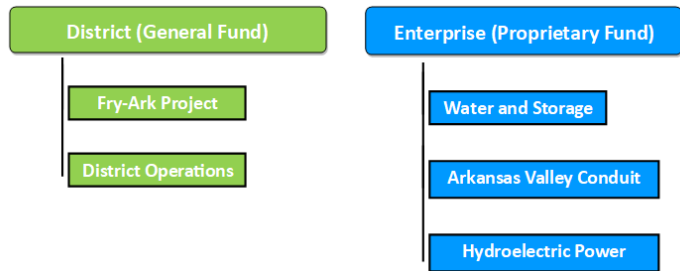 District (General Fund)
Fry-Ark Project
District Operations
Enterprise (Proprietary Fund)
Water and Storage
Arkansas Valley Conduit
Hydroelectric Power